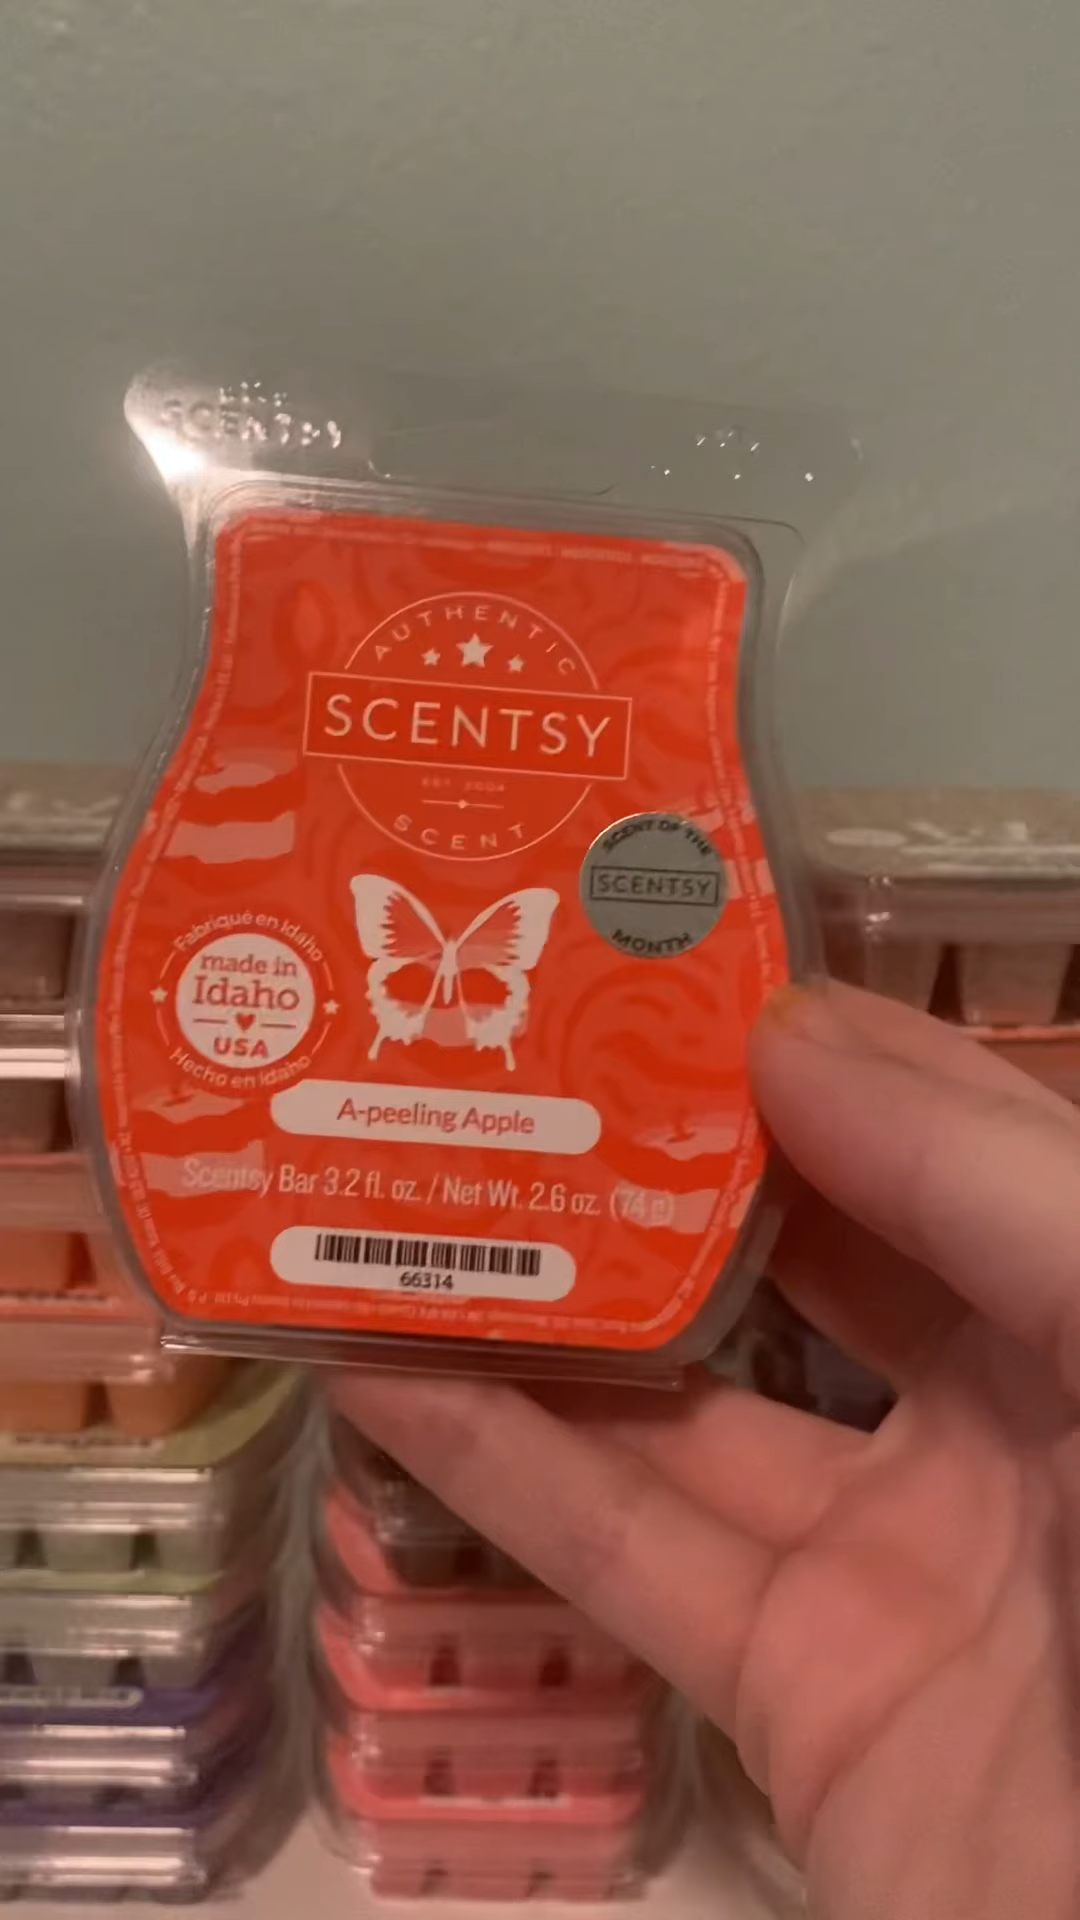 AUTHENTIC
SCENTSY
EST. 2004
SCENT
SCENT OF THE
SCENTSY
MONTH
Fabriqué en Idaho
made in
Idaho
USA
Hecho en Idaho
A-peeling Apple
Scentsy Bar 3.2 fl. oz. / Net Wt. 2.6 oz. (74 g)
66314